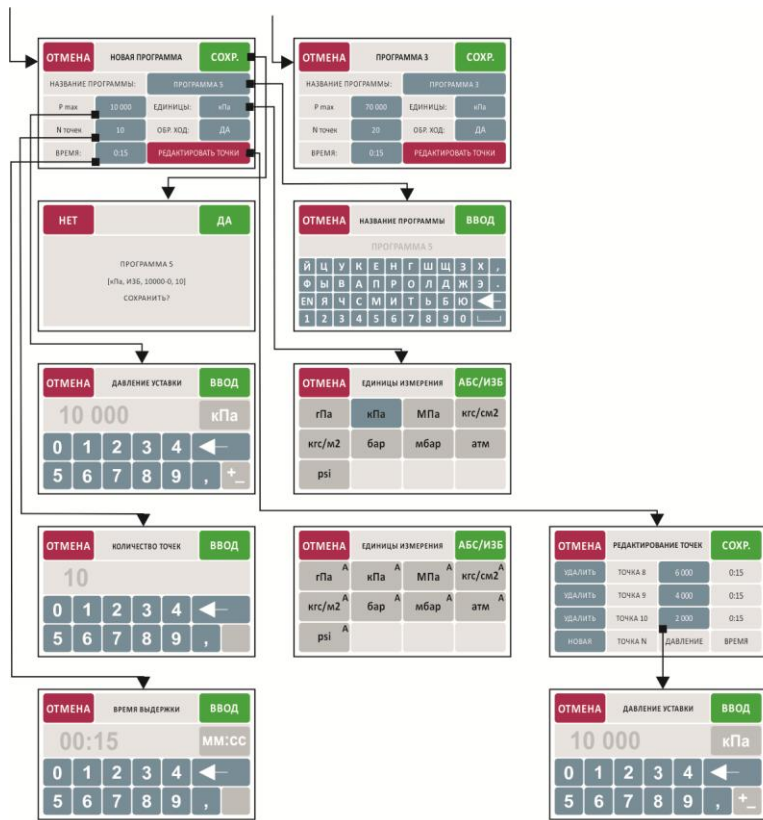 ОТМЕНА НОВАЯ ПРОГРАММА СОХР.
НАЗВАНИЕ ПРОГРАММЫ: ПРОГРАММА 5
P max 10 000 ЕДИНИЦЫ: кПа
N точек 10 ОБР. ХОД: ДА
ВРЕМЯ: 0:15 РЕДАКТИРОВАТЬ ТОЧКИ
ОТМЕНА ПРОГРАММА 3 СОХР.
НАЗВАНИЕ ПРОГРАММЫ: ПРОГРАММА 3
P max 70 000 ЕДИНИЦЫ: кПа
N точек 20 ОБР. ХОД: ДА
ВРЕМЯ: 0:15 РЕДАКТИРОВАТЬ ТОЧКИ
НЕТ ДА
ПРОГРАММА 5
[кПа, ИЗБ, 10000-0, 10]
СОХРАНИТЬ?
ОТМЕНА НАЗВАНИЕ ПРОГРАММЫ ВВОД
ПРОГРАММА 5
Й Ц У К Е Н Г Ш Щ З Х ,
Ф Ы В А П Р О Л Д Ж Э .
EN Я Ч С М И Т Ь Б Ю
1 2 3 4 5 6 7 8 9 0
ОТМЕНА ДАВЛЕНИЕ УСТАВКИ ВВОД
10 000 кПа
0 1 2 3 4
5 6 7 8 9 , +_
ОТМЕНА ЕДИНИЦЫ ИЗМЕРЕНИЯ АБС/ИЗБ
гПа кПа МПа кгс/см2
кгс/м2 бар мбар атм
psi
ОТМЕНА КОЛИЧЕСТВО ТОЧЕК ВВОД
10
0 1 2 3 4
5 6 7 8 9 ,
ОТМЕНА ЕДИНИЦЫ ИЗМЕРЕНИЯ АБС/ИЗБ
гПа А кПа А МПа А кгс/см2 А
кгс/м2 А бар А мбар А атм А
psi А
ОТМЕНА РЕДАКТИРОВАНИЕ ТОЧЕК СОХР.
УДАЛИТЬ ТОЧКА 8 6 000 0:15
УДАЛИТЬ ТОЧКА 9 4 000 0:15
УДАЛИТЬ ТОЧКА 10 2 000 0:15
НОВАЯ ТОЧКА N ДАВЛЕНИЕ ВРЕМЯ
ОТМЕНА ВРЕМЯ ВЫДЕРЖКИ ВВОД
00:15 ММ:СС
0 1 2 3 4
5 6 7 8 9 ,
ОТМЕНА ДАВЛЕНИЕ УСТАВКИ ВВОД
10 000 кПа
0 1 2 3 4
5 6 7 8 9 , +_